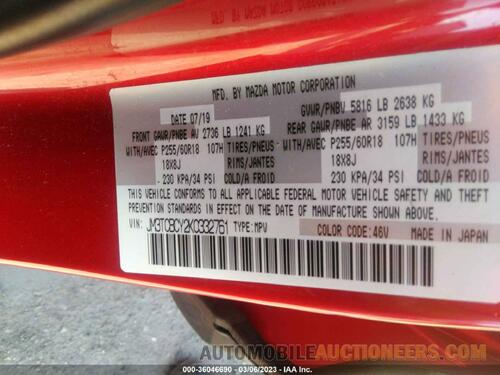 MFD. BY MAZDA MOTOR CORPORATION
DATE 07/19
GVWR/PNBV 5816 LB 2638 KG
FRONT GAWR/PNBE AV 2736 LB 1241 KG
REAR GAWR/PNBE AR 3159 LB 1433 KG
WITH/AVEC P255/60R18 107H TIRES/PNEUS
WITH/AVEC P255/60R18 107H TIRES/PNEUS
18X8J RIMS/JANTES
18X8J RIMS/JANTES
230 KPA/34 PSI COLD/A FROID
230 KPA/34 PSI COLD/A FROID
THIS VEHICLE CONFORMS TO ALL APPLICABLE FEDERAL MOTOR VEHICLE SAFETY AND THEFT
PREVENTION STANDARDS IN EFFECT ON THE DATE OF MANUFACTURE SHOWN ABOVE.
VIN: JM3TCBCY2K0332761 TYPE:MPV
COLOR CODE:46V
MADE IN JAPAN
AVAILABLEAUCTIONCARS.COM
AUTOAUCTIONSUPERSEDERS.COM
000-36046690 - 03/06/2023 - IAA Inc.